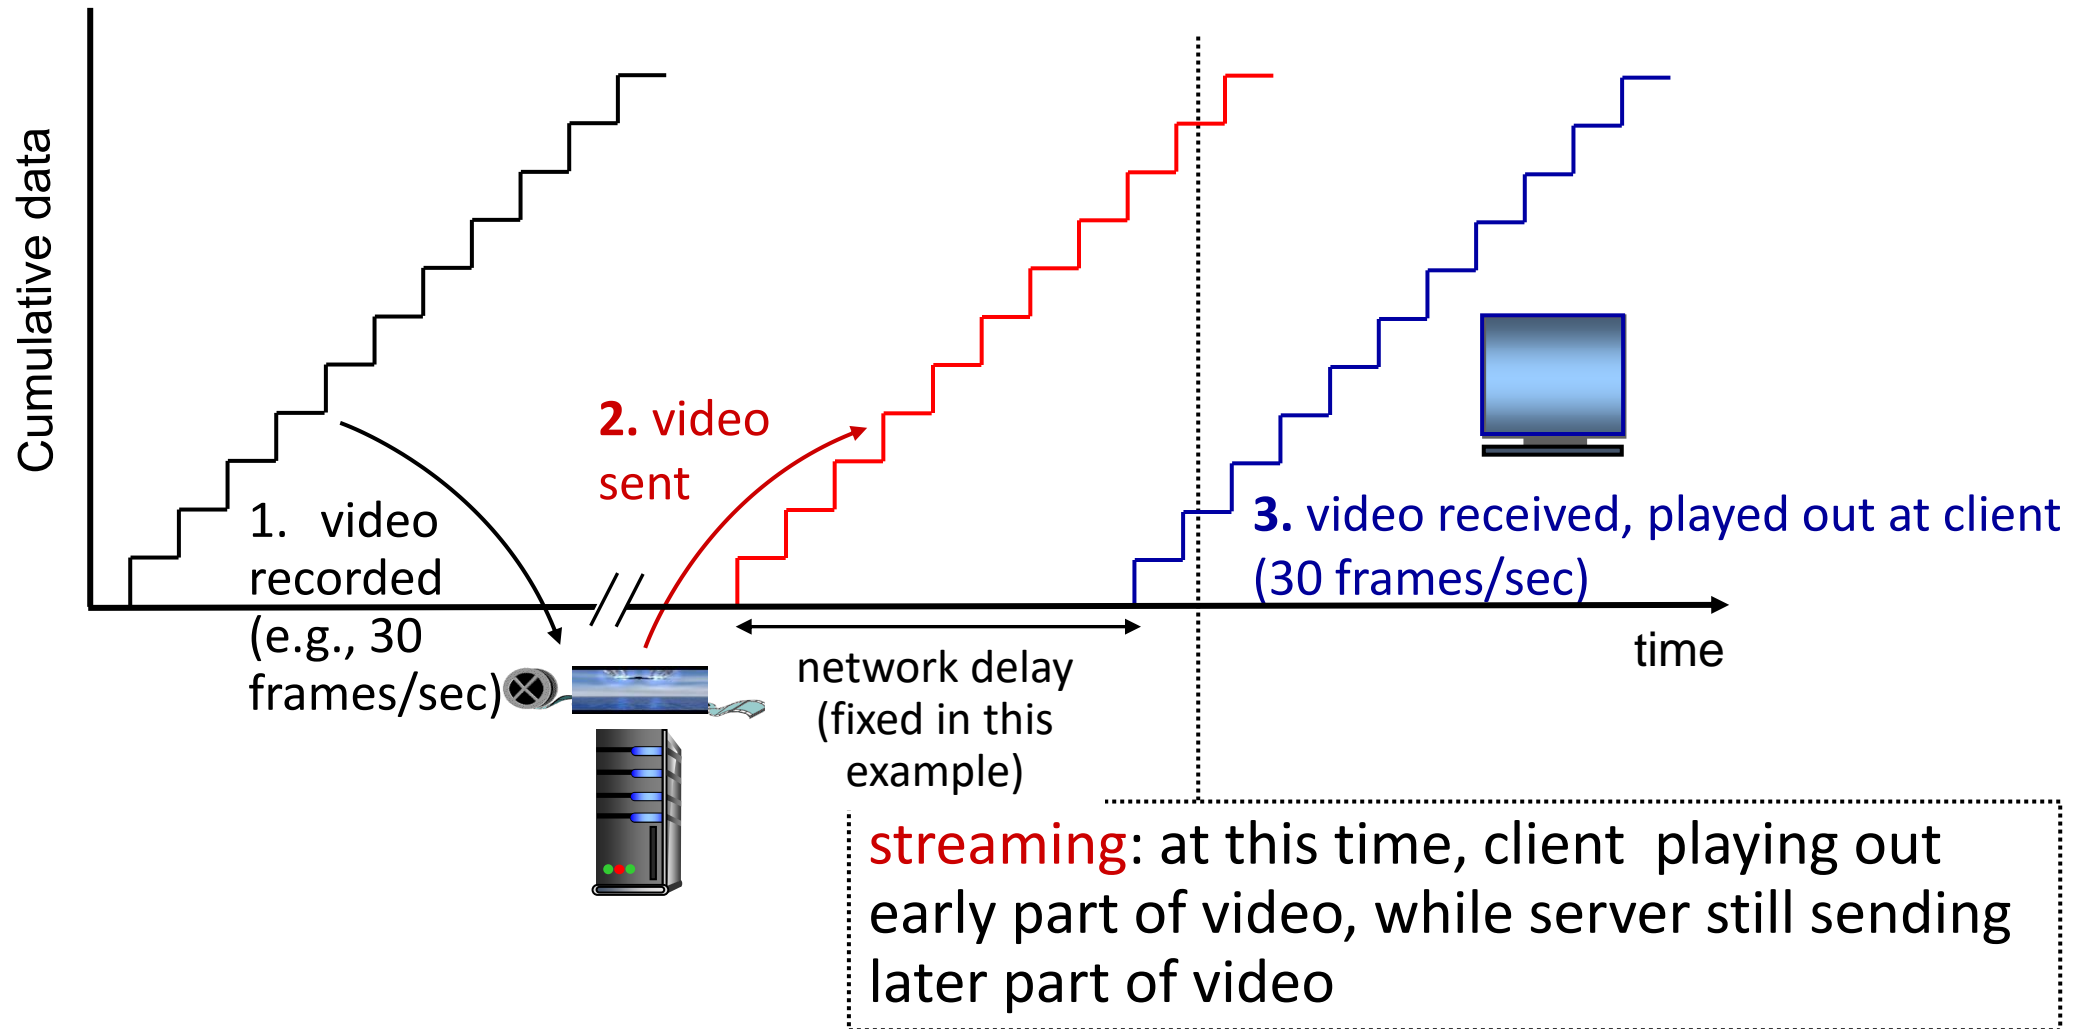 Cumulative data
1. video
recorded
(e.g., 30
frames/sec)
2. video
sent
3. video received, played out at client
(30 frames/sec)
time
network delay
(fixed in this
example)
streaming: at this time, client playing out
early part of video, while server still sending
later part of video